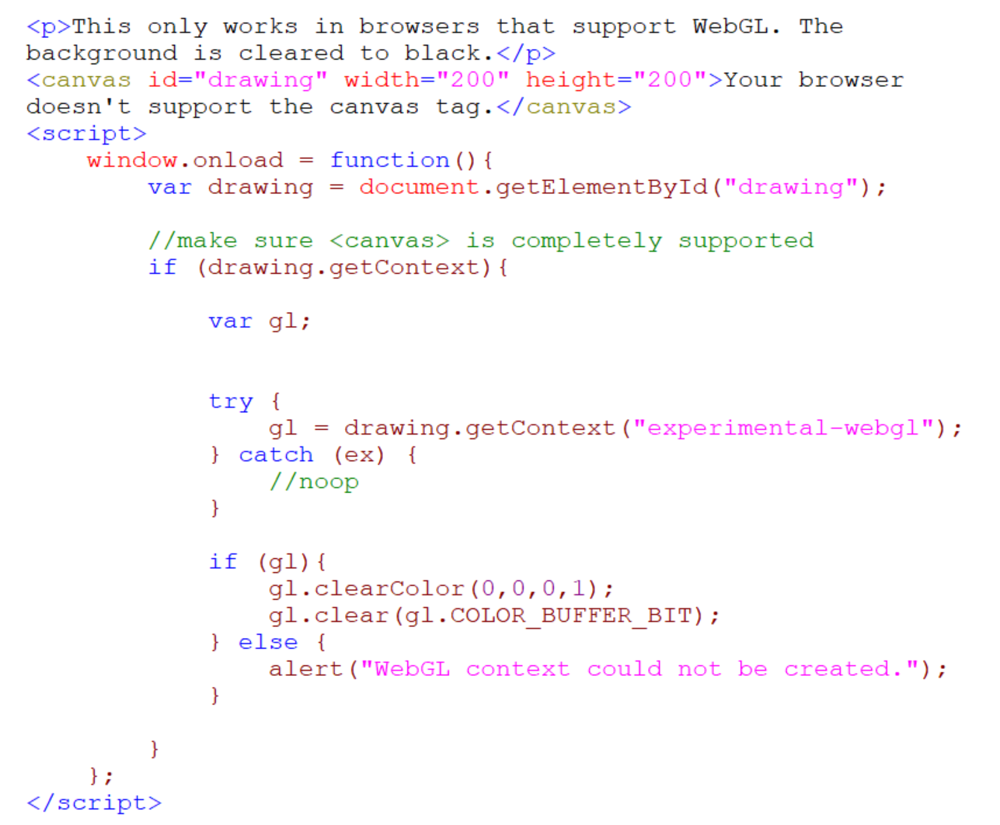 <p>This only works in browsers that support WebGL. The
background is cleared to black.</p>
<canvas id="drawing" width="200" height="200">Your browser
doesn't support the canvas tag.</canvas>
<script>
    window.onload = function(){
        var drawing = document.getElementById("drawing");

        //make sure <canvas> is completely supported
        if (drawing.getContext){

            var gl;


            try {
                gl = drawing.getContext("experimental-webgl");
            } catch (ex) {
                //noop
            }

            if (gl){
                gl.clearColor(0,0,0,1);
                gl.clear(gl.COLOR_BUFFER_BIT);
            } else {
                alert("WebGL context could not be created.");
            }

        }
    };
</script>